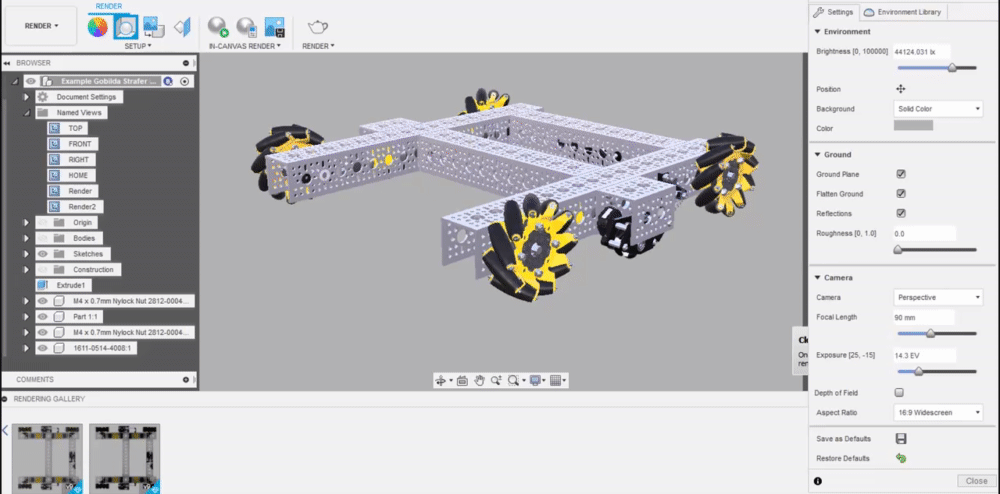 RENDER
RENDER ▾
SETUP ▾
IN-CANVAS RENDER ▾
RENDER ▾
BROWSER
Example Gobilda Strafer ...
Document Settings
Named Views
TOP
FRONT
RIGHT
HOME
Render
Render2
Origin
Bodies
Sketches
Construction
Extrude1
M4 x 0.7mm Nylock Nut 2812-0004...
Part 1:1
M4 x 0.7mm Nylock Nut 2812-0004...
1611-0514-4008:1
COMMENTS
RENDERING GALLERY
Settings
Environment Library
Environment
Brightness [0, 100000] 44124.031 lx
Position
Background Solid Color
Color
Ground
Ground Plane
Flatten Ground
Reflections
Roughness [0, 1.0] 0.0
Camera
Camera Perspective
Focal Length 90 mm
Exposure [25, -15] 14.3 EV
Depth of Field
Aspect Ratio 16:9 Widescreen
Save as Defaults
Restore Defaults
Close